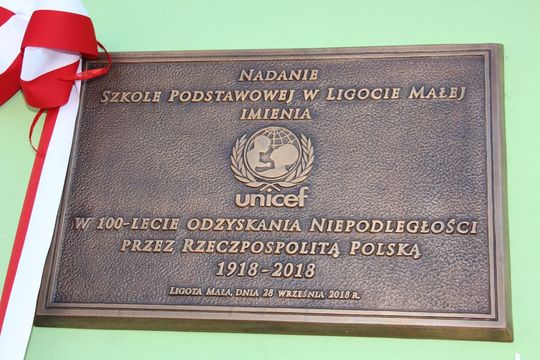 NADANIE
SZKOLE PODSTAWOWEJ W LIGOCIE MAŁEJ
IMIENIA
unicef
W 100-LECIE ODZYSKANIA NIEPODLEGŁOŚCI
PRZEZ RZECZPOSPOLITĄ POLSKĄ
1918-2018
LIGOTA MAŁA, DNIA 28 WRZEŚNIA 2018 R.